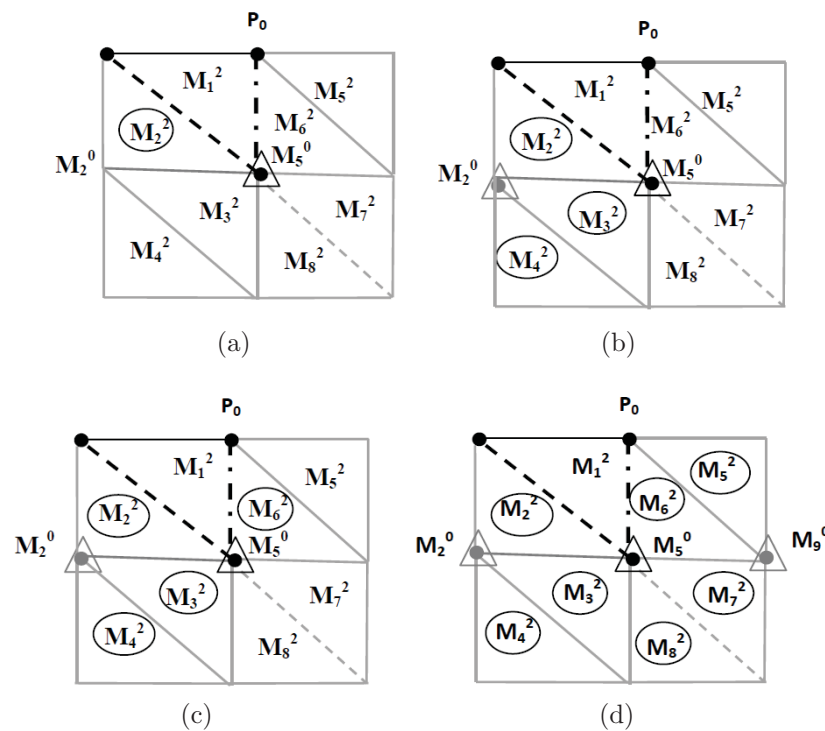 P₀
M₁²
M₅²
M₂²
M₆²
M₂⁰
M₅⁰
M₃²
M₇²
M₄²
M₈²
(a)
P₀
M₁²
M₅²
M₂²
M₆²
M₂⁰
M₅⁰
M₃²
M₇²
M₄²
M₈²
(b)
P₀
M₁²
M₅²
M₂²
M₆²
M₂⁰
M₅⁰
M₃²
M₇²
M₄²
M₈²
(c)
P₀
M₁²
M₅²
M₂²
M₆²
M₂⁰
M₅⁰
M₉⁰
M₃²
M₇²
M₄²
M₈²
(d)